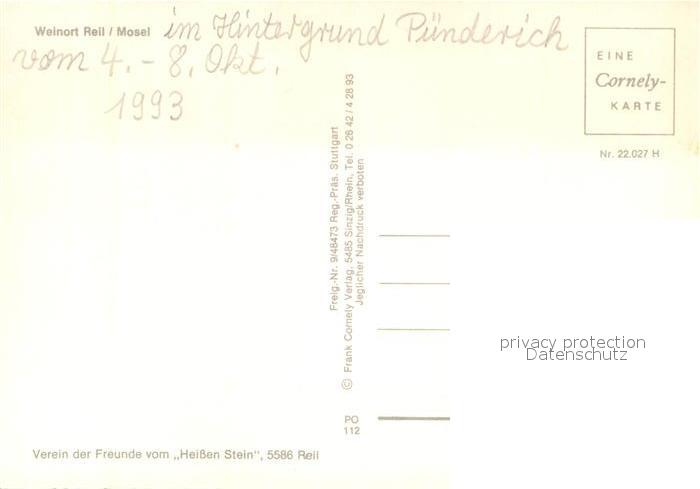 Weinort Reil / Mosel im Hintergrund Pünderich
vom 4. - 8. Okt.
1993
EINE
Cornely-
KARTE
Nr. 22.027 H
Freig.-Nr. 9/48473 Reg.-Präs. Stuttgart
© Frank Cornely Verlag, 5485 Sinzig/Rhein, Tel. 0 26 42 / 4 28 93
Jeglicher Nachdruck verboten
privacy protection
Datenschutz
PO
112
Verein der Freunde vom „Heißen Stein", 5586 Reil